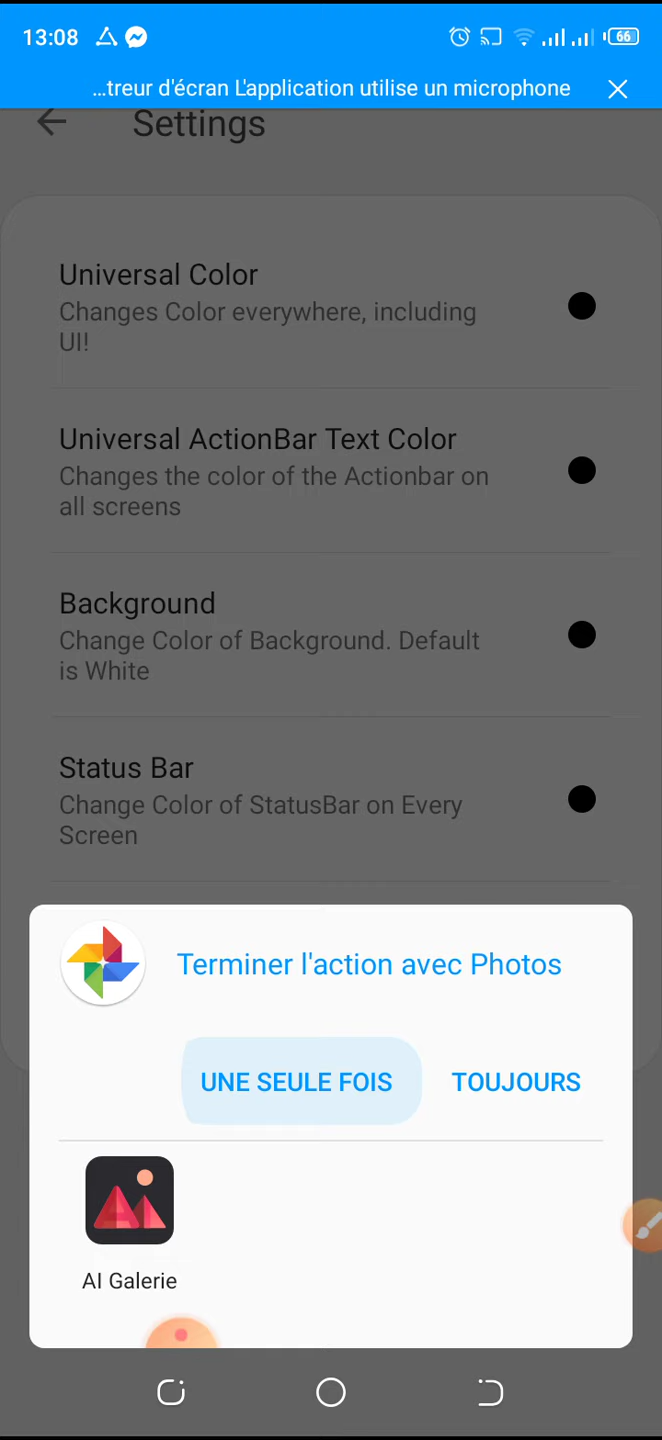 13:08
66
...treur d'écran L'application utilise un microphone
Settings
Universal Color
Changes Color everywhere, including
UI!
Universal ActionBar Text Color
Changes the color of the Actionbar on
all screens
Background
Change Color of Background. Default
is White
Status Bar
Change Color of StatusBar on Every
Screen
Terminer l'action avec Photos
UNE SEULE FOIS
TOUJOURS
AI Galerie